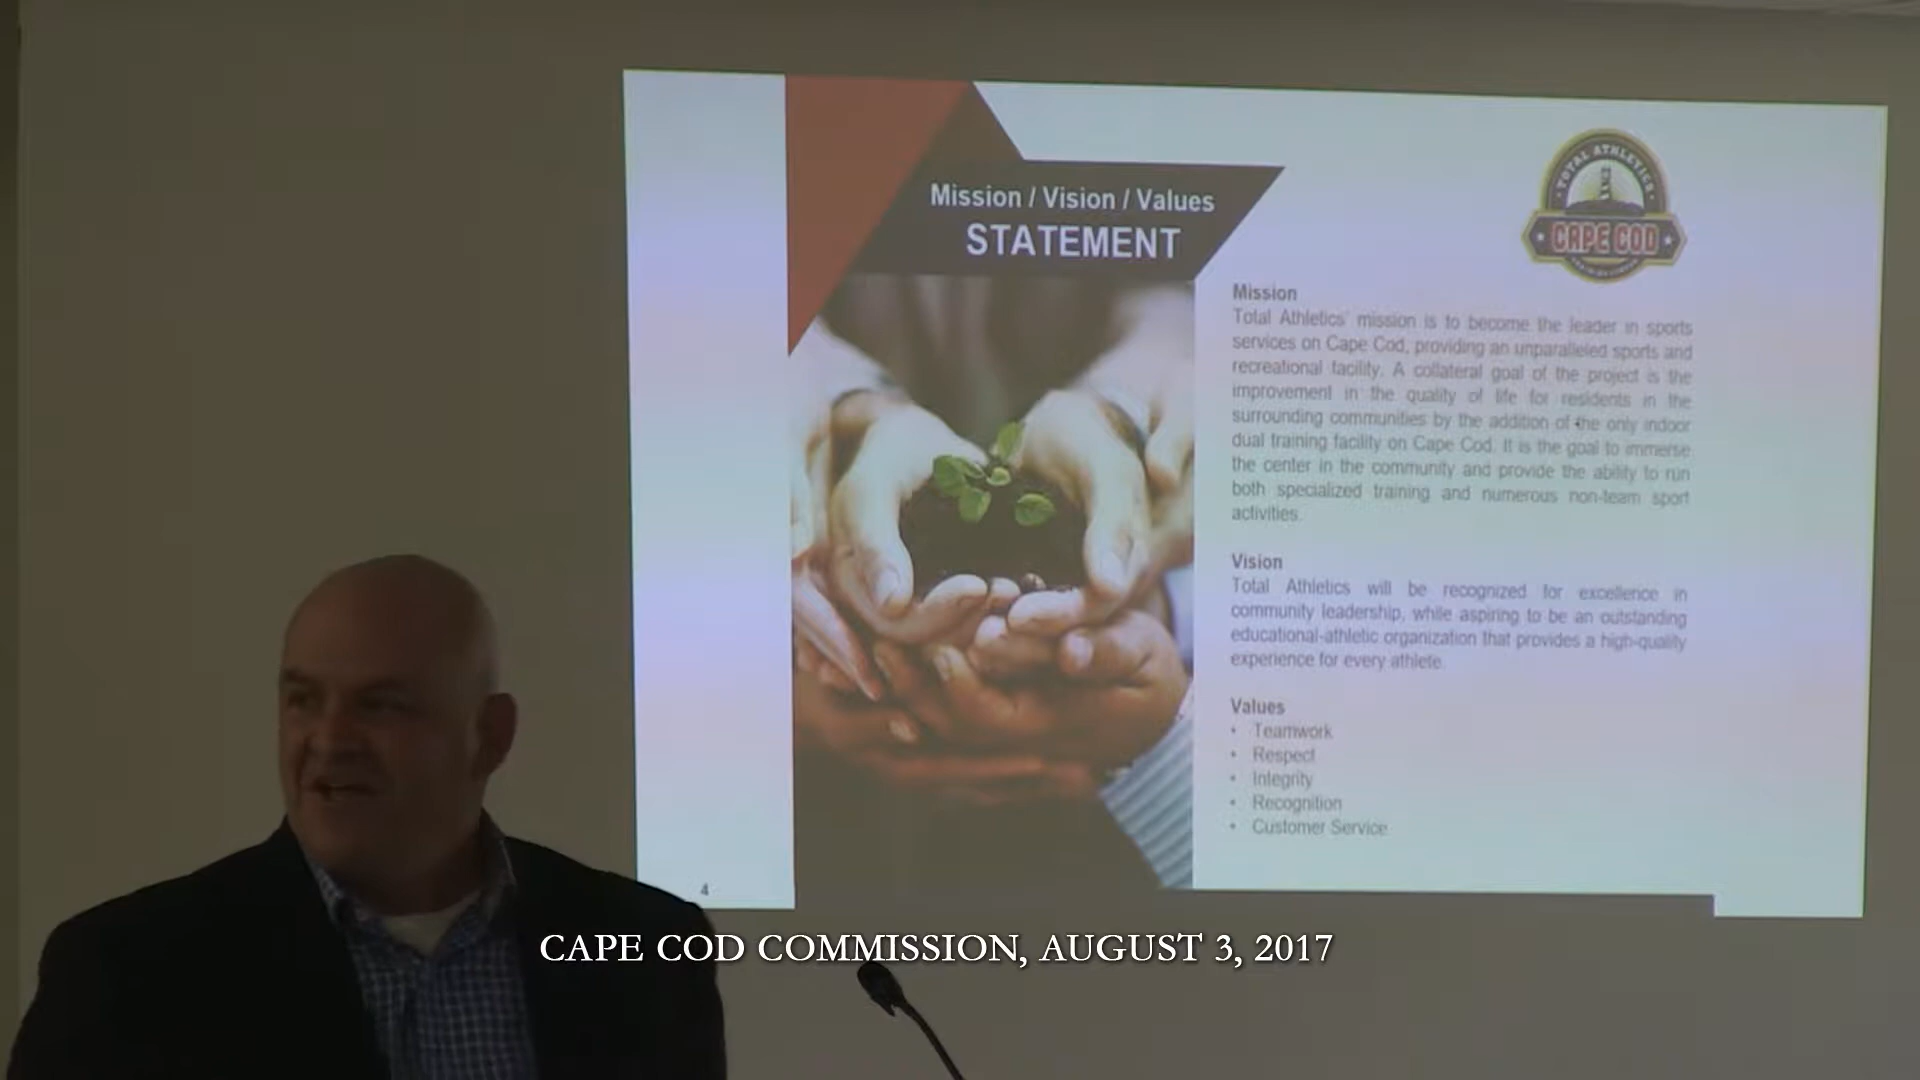 Mission / Vision / Values
STATEMENT
TOTAL ATHLETICS
CAPE COD
Mission
Total Athletics' mission is to become the leader in sports
services on Cape Cod, providing an unparalleled sports and
recreational facility. A collateral goal of the project is the
improvement in the quality of life for residents in the
surrounding communities by the addition of the only indoor
dual training facility on Cape Cod. It is the goal to immerse
the center in the community and provide the ability to run
both specialized training and numerous non-team sport
activities.
Vision
Total Athletics will be recognized for excellence in
community leadership, while aspiring to be an outstanding
educational-athletic organization that provides a high-quality
experience for every athlete.
Values
• Teamwork
• Respect
• Integrity
• Recognition
• Customer Service
4
CAPE COD COMMISSION, AUGUST 3, 2017